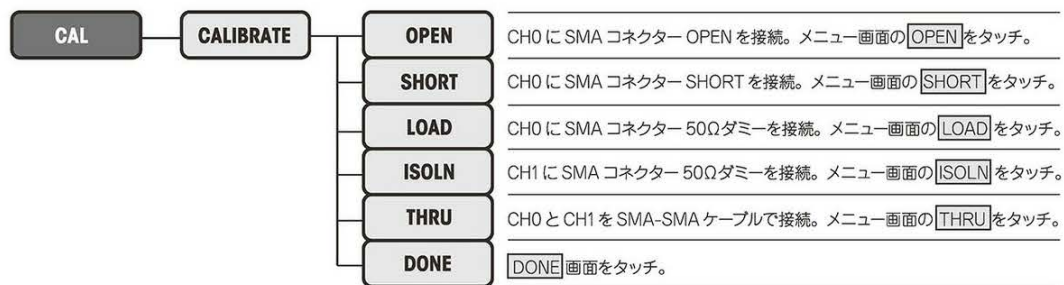 CAL
CALIBRATE
OPEN
CH0 に SMA コネクター OPEN を接続。メニュー画面の OPEN をタッチ。
SHORT
CH0 に SMA コネクター SHORT を接続。メニュー画面の SHORT をタッチ。
LOAD
CH0 に SMA コネクター 50Ωダミーを接続。メニュー画面の LOAD をタッチ。
ISOLN
CH1 に SMA コネクター 50Ωダミーを接続。メニュー画面の ISOLN をタッチ。
THRU
CH0 と CH1 を SMA-SMA ケーブルで接続。メニュー画面の THRU をタッチ。
DONE
DONE 画面をタッチ。